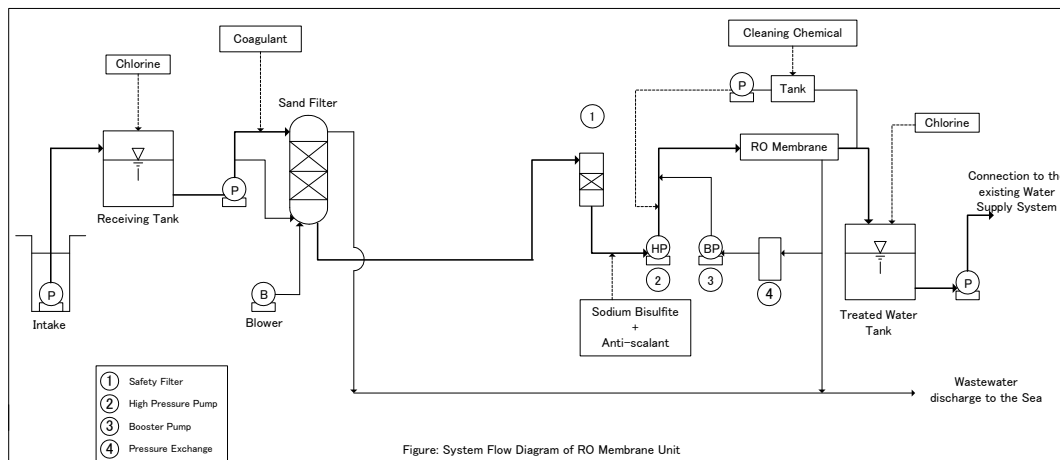 Cleaning Chemical
Coagulant
Chlorine
P
Tank
Sand Filter
1
Chlorine
RO Membrane
Connection to the
existing Water
Supply System
P
Receiving Tank
HP
BP
2
3
4
P
Intake
B
Blower
Sodium Bisulfite
+
Anti-scalant
P
Treated Water
Tank
1 Safety Filter
2 High Pressure Pump
3 Booster Pump
4 Pressure Exchange
Wastewater
discharge to the Sea
Figure: System Flow Diagram of RO Membrane Unit